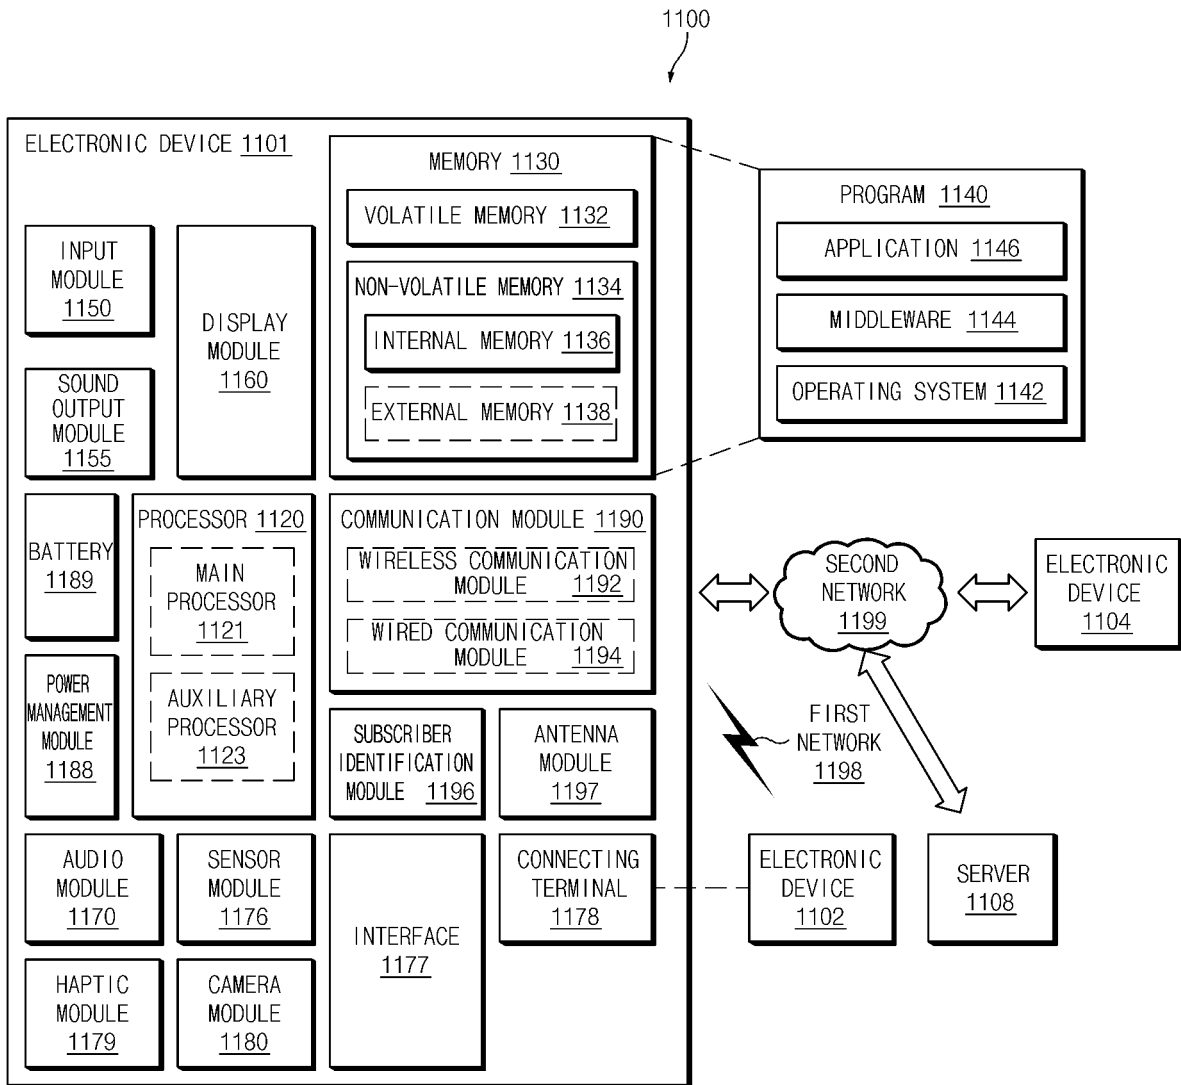 1100
ELECTRONIC DEVICE 1101
MEMORY 1130
VOLATILE MEMORY 1132
NON-VOLATILE MEMORY 1134
INTERNAL MEMORY 1136
EXTERNAL MEMORY 1138
PROGRAM 1140
APPLICATION 1146
MIDDLEWARE 1144
OPERATING SYSTEM 1142
INPUT
MODULE
1150
DISPLAY
MODULE
1160
SOUND
OUTPUT
MODULE
1155
BATTERY
1189
PROCESSOR 1120
MAIN
PROCESSOR
1121
AUXILIARY
PROCESSOR
1123
COMMUNICATION MODULE 1190
WIRELESS COMMUNICATION
MODULE 1192
WIRED COMMUNICATION
MODULE 1194
SECOND
NETWORK
1199
ELECTRONIC
DEVICE
1104
POWER
MANAGEMENT
MODULE
1188
SUBSCRIBER
IDENTIFICATION
MODULE 1196
ANTENNA
MODULE
1197
FIRST
NETWORK
1198
AUDIO
MODULE
1170
SENSOR
MODULE
1176
INTERFACE
1177
CONNECTING
TERMINAL
1178
ELECTRONIC
DEVICE
1102
SERVER
1108
HAPTIC
MODULE
1179
CAMERA
MODULE
1180